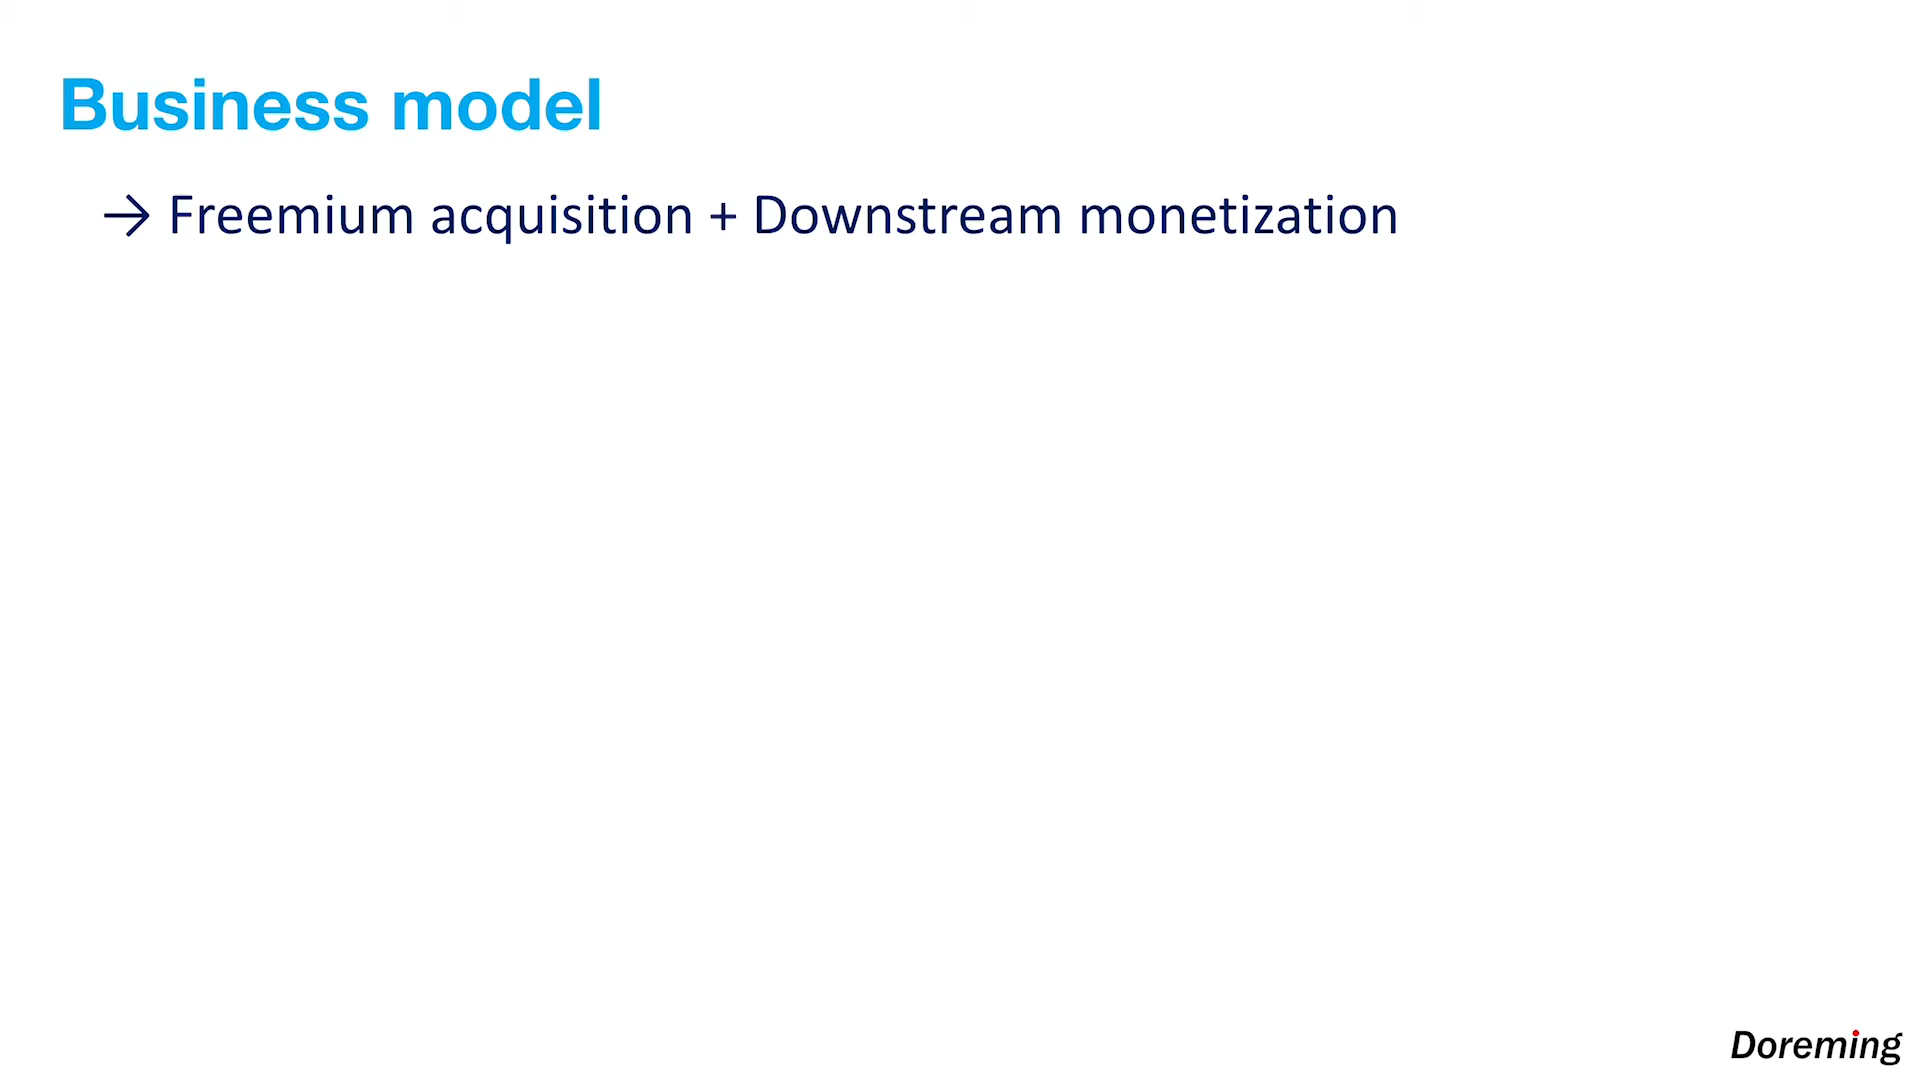 Business model
→ Freemium acquisition + Downstream monetization
Doreming